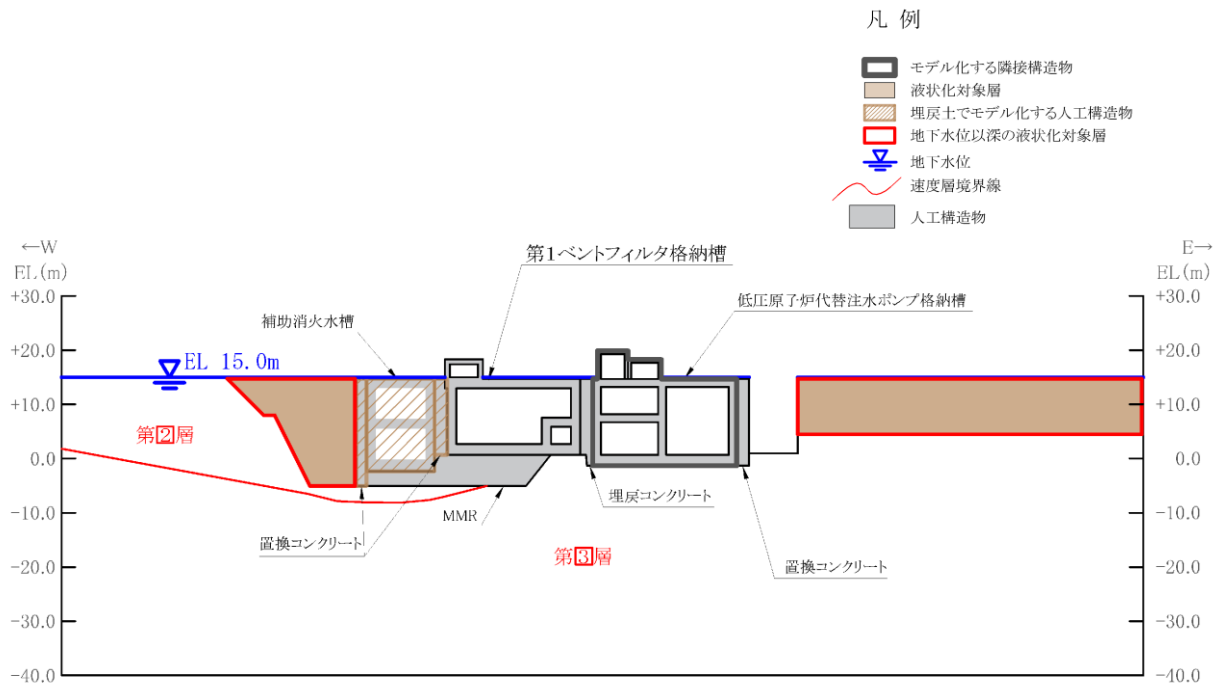 凡 例
モデル化する隣接構造物
液状化対象層
埋戻土でモデル化する人工構造物
地下水位以深の液状化対象層
地下水位
速度層境界線
人工構造物
←W
EL(m)
E→
EL(m)
第1ベントフィルタ格納槽
低圧原子炉代替注水ポンプ格納槽
補助消火水槽
+30.0
+20.0
+10.0
0.0
-10.0
-20.0
-30.0
-40.0
EL 15.0m
第2層
MMR
埋戻コンクリート
置換コンクリート
第3層
置換コンクリート
+30.0
+20.0
+10.0
0.0
-10.0
-20.0
-30.0
-40.0